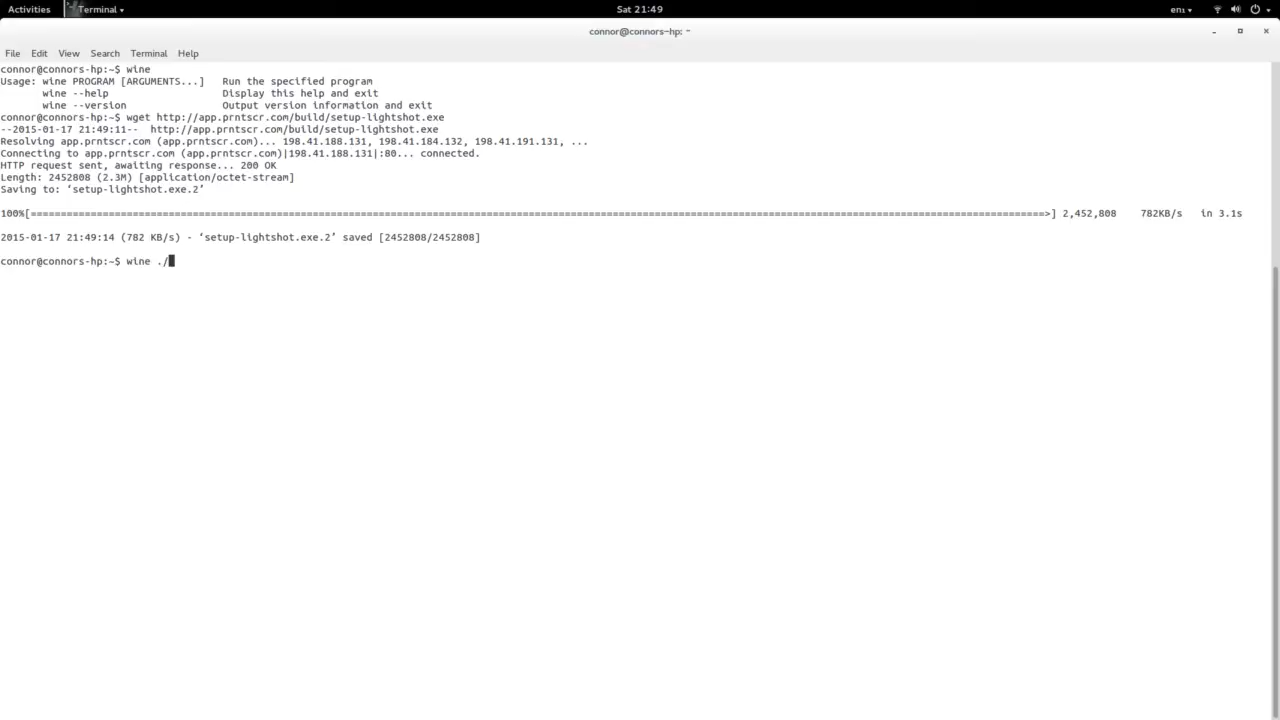 Activities Terminal Sat 21:49 en₁
connor@connors-hp: ~
File Edit View Search Terminal Help
connor@connors-hp:~$ wine
Usage: wine PROGRAM [ARGUMENTS...]   Run the specified program
       wine --help                   Display this help and exit
       wine --version                Output version information and exit
connor@connors-hp:~$ wget http://app.prntscr.com/build/setup-lightshot.exe
--2015-01-17 21:49:11--  http://app.prntscr.com/build/setup-lightshot.exe
Resolving app.prntscr.com (app.prntscr.com)... 198.41.188.131, 198.41.184.132, 198.41.191.131, ...
Connecting to app.prntscr.com (app.prntscr.com)|198.41.188.131|:80... connected.
HTTP request sent, awaiting response... 200 OK
Length: 2452808 (2.3M) [application/octet-stream]
Saving to: ‘setup-lightshot.exe.2’
100%[=========================================================================================================================================================================>] 2,452,808    782KB/s   in 3.1s
2015-01-17 21:49:14 (782 KB/s) - ‘setup-lightshot.exe.2’ saved [2452808/2452808]
connor@connors-hp:~$ wine ./